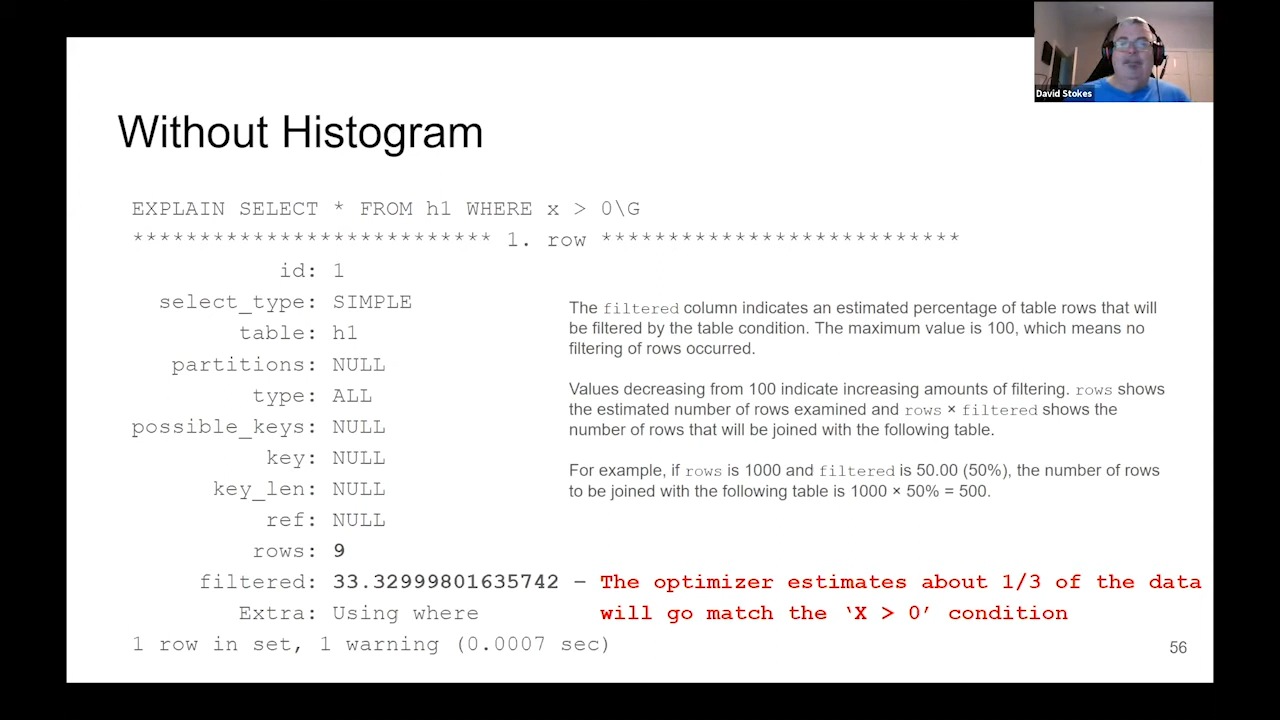 David Stokes
Without Histogram
EXPLAIN SELECT * FROM h1 WHERE x > 0\G
*************************** 1. row ***************************
id: 1
select_type: SIMPLE
table: h1
partitions: NULL
type: ALL
possible_keys: NULL
key: NULL
key_len: NULL
ref: NULL
rows: 9
filtered: 33.32999801635742 – The optimizer estimates about 1/3 of the data
Extra: Using where will go match the ‘X > 0’ condition
1 row in set, 1 warning (0.0007 sec)
The filtered column indicates an estimated percentage of table rows that will
be filtered by the table condition. The maximum value is 100, which means no
filtering of rows occurred.
Values decreasing from 100 indicate increasing amounts of filtering. rows shows
the estimated number of rows examined and rows × filtered shows the
number of rows that will be joined with the following table.
For example, if rows is 1000 and filtered is 50.00 (50%), the number of rows
to be joined with the following table is 1000 × 50% = 500.
56